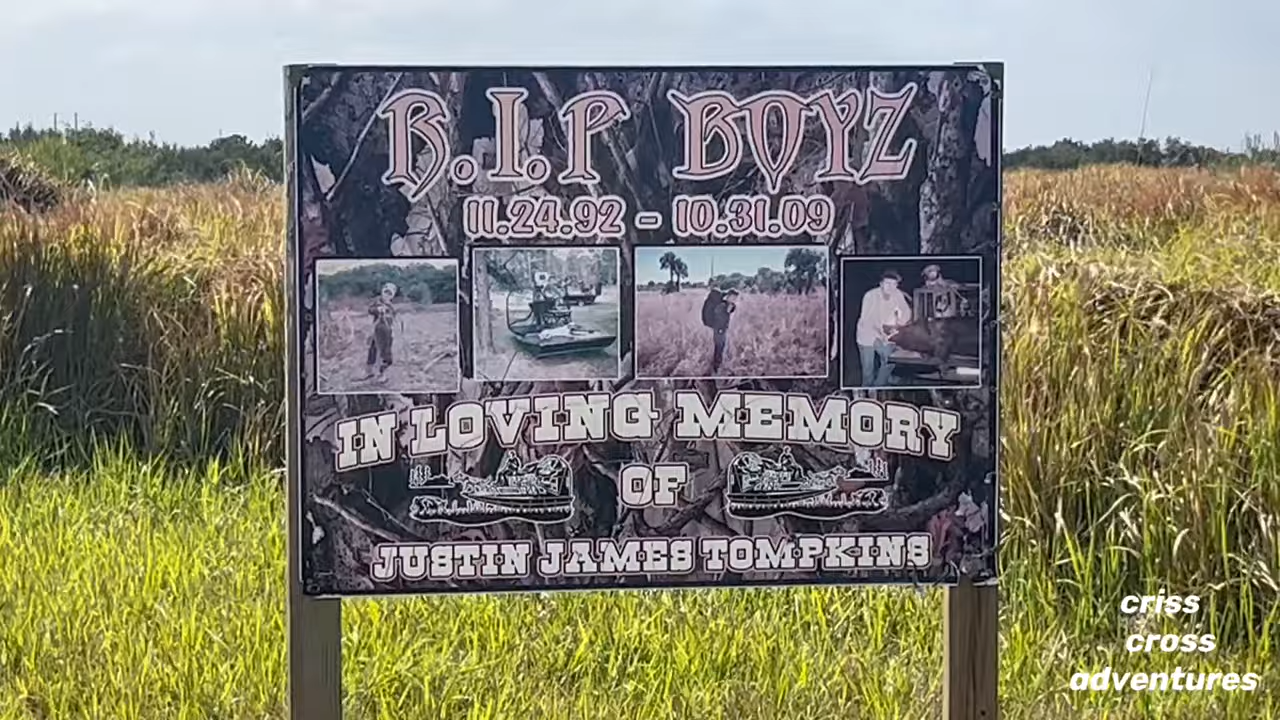 R.I.P BOYZ
11.24.92 - 10.31.09
IN LOVING MEMORY
OF
JUSTIN JAMES TOMPKINS
criss
cross
adventures